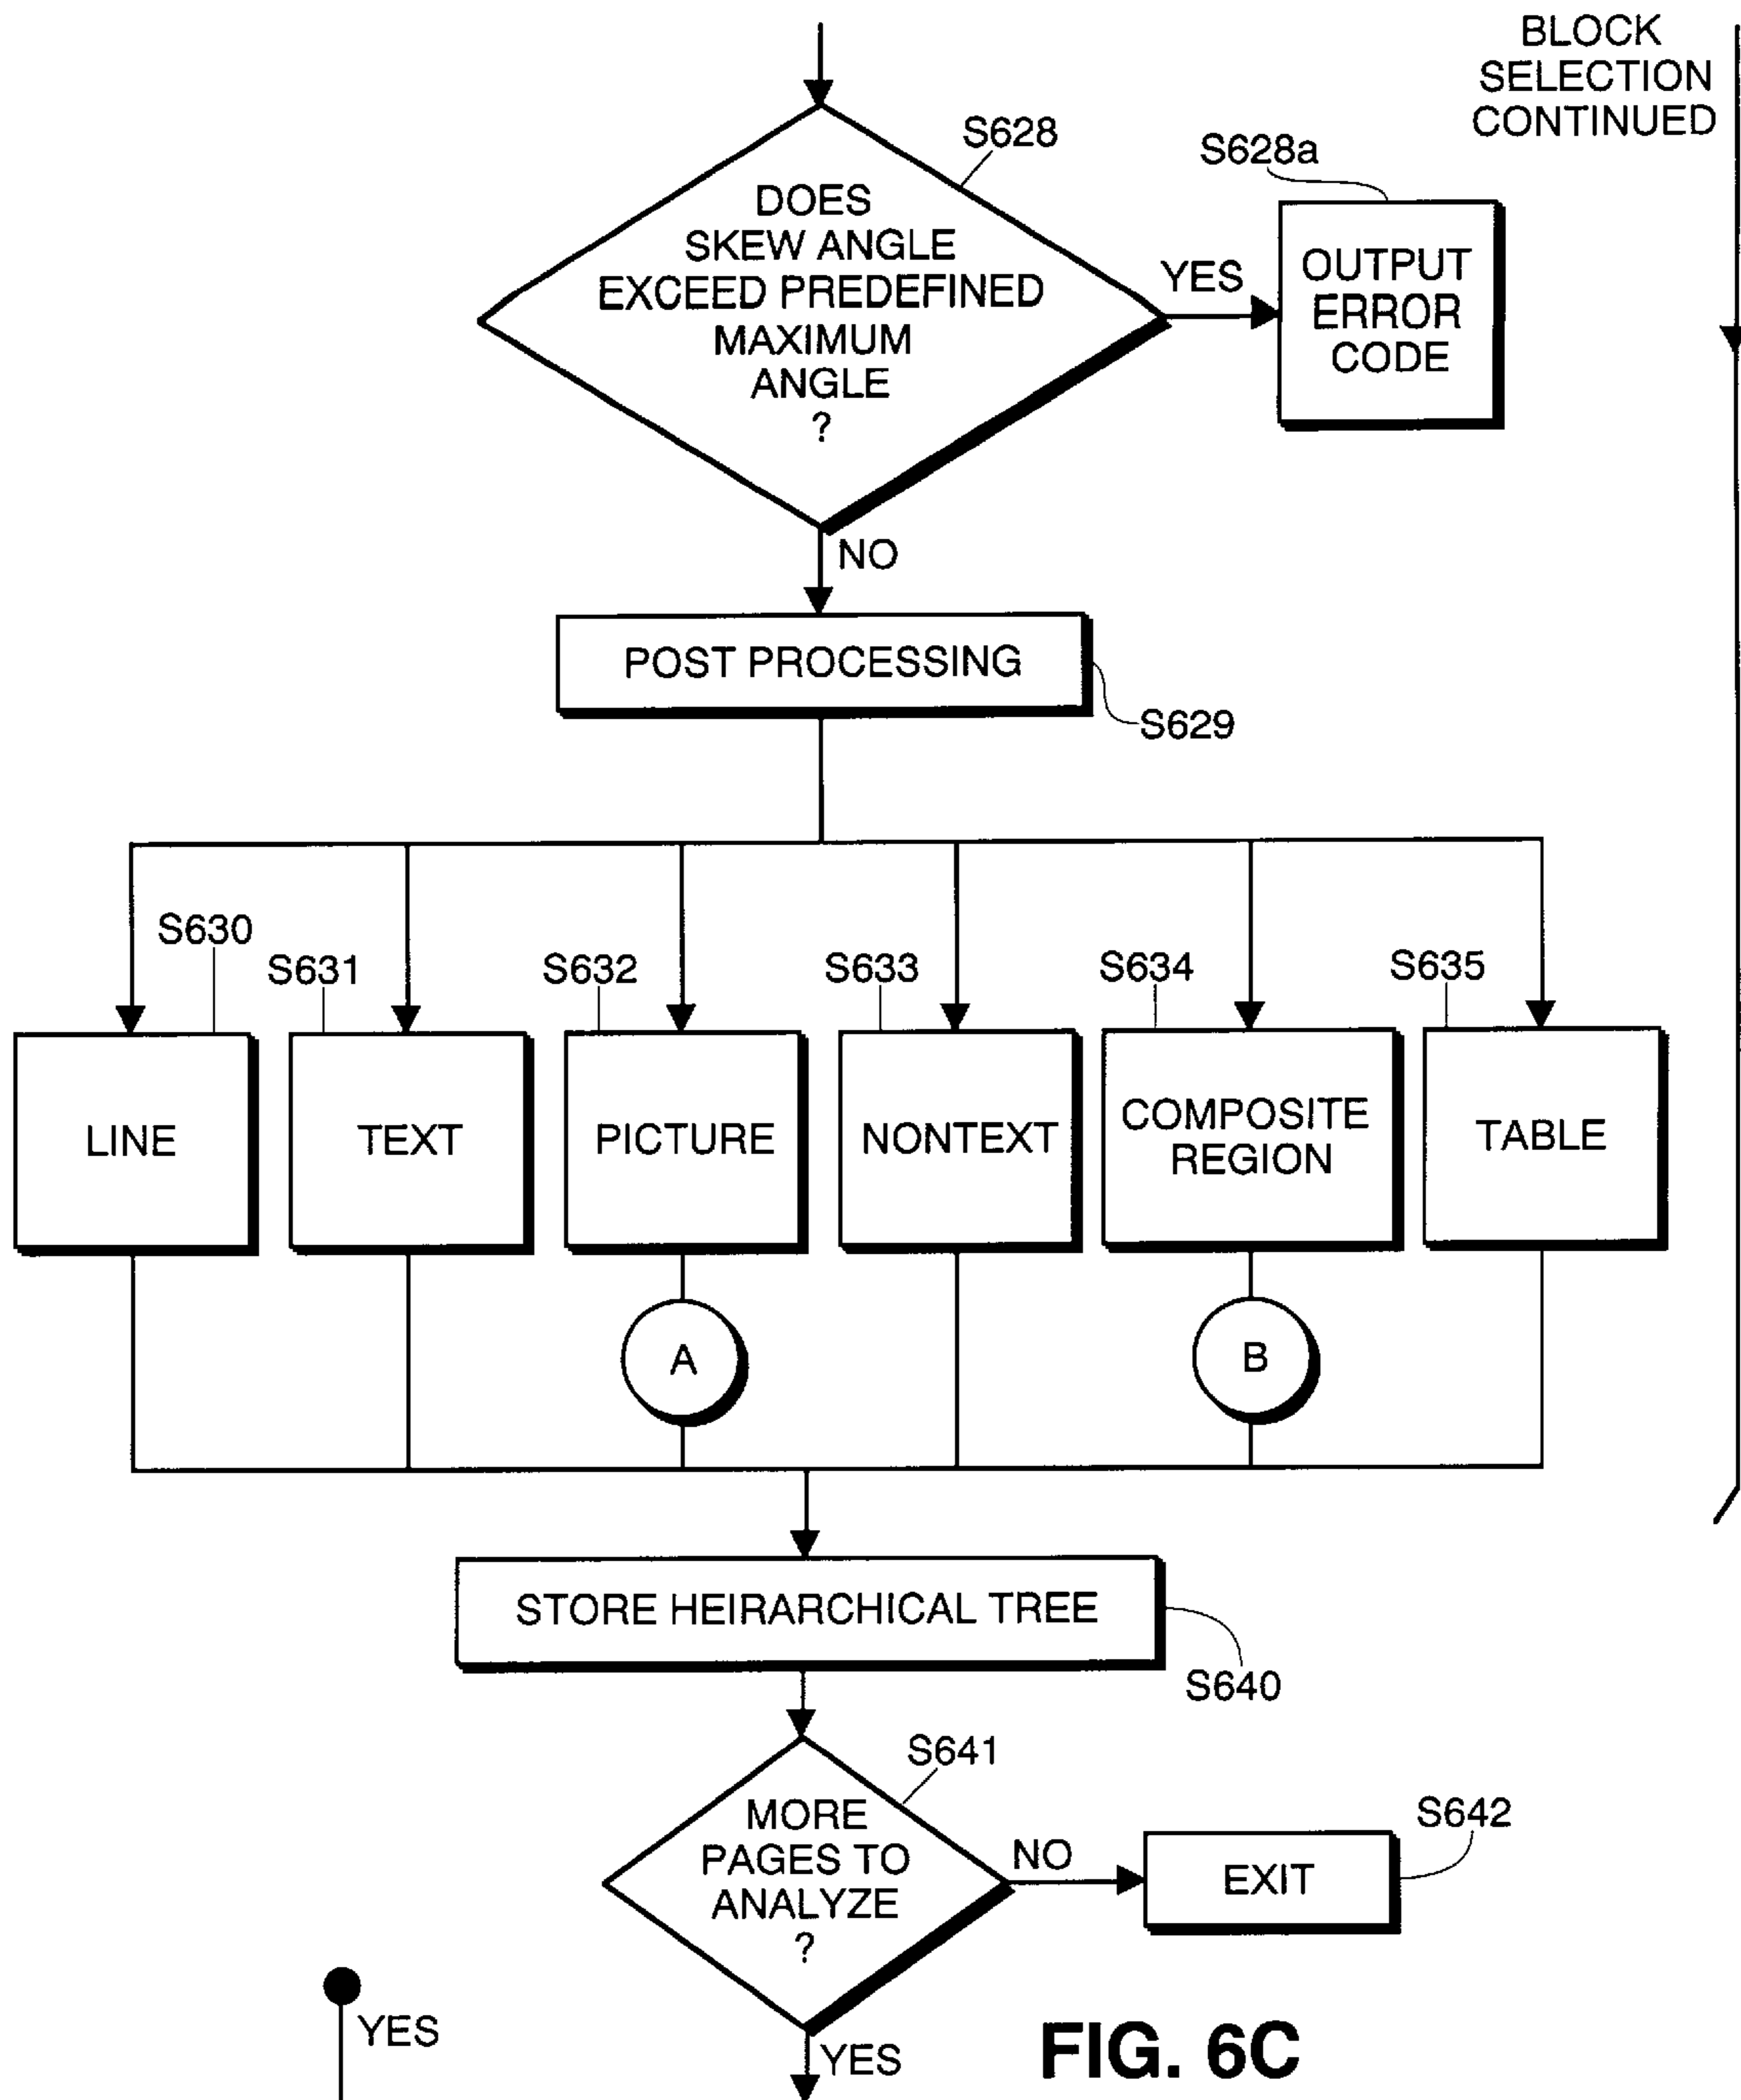 BLOCK
SELECTION
CONTINUED
S628
S628a
DOES
SKEW ANGLE
EXCEED PREDEFINED
MAXIMUM
ANGLE
?
YES
OUTPUT
ERROR
CODE
NO
POST PROCESSING
S629
S630
S631
S632
S633
S634
S635
LINE
TEXT
PICTURE
NONTEXT
COMPOSITE
REGION
TABLE
A
B
STORE HEIRARCHICAL TREE
S640
S641
MORE
PAGES TO
ANALYZE
?
NO
S642
EXIT
YES
YES
FIG. 6C